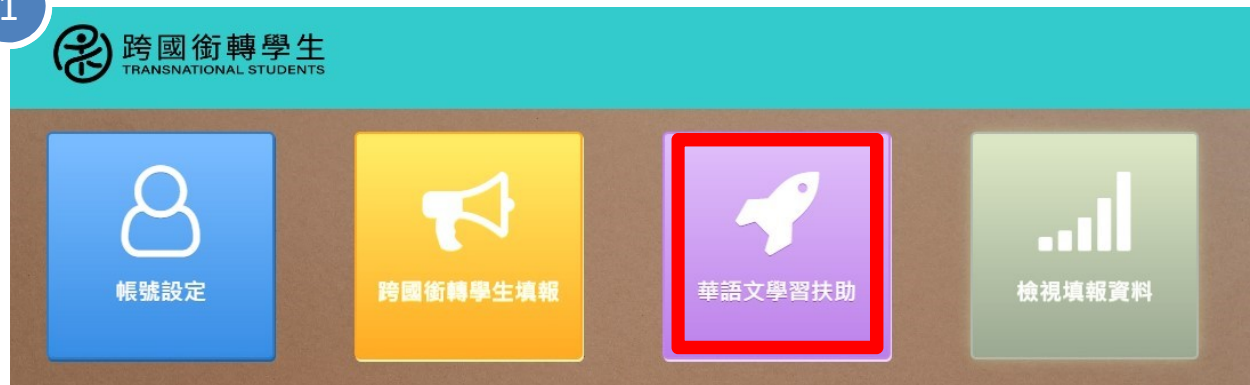 1
跨國銜轉學生
TRANSNATIONAL STUDENTS
帳號設定
跨國銜轉學生填報
華語文學習扶助
檢視填報資料